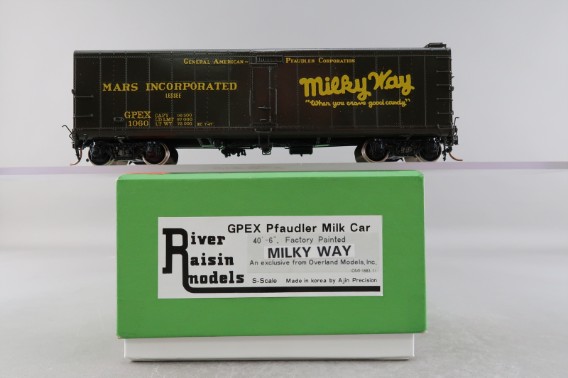 General American-Pfaudler Corporation
MARS INCORPORATED
Milky Way
"When you crave good candy"
GPEX
1060
River
Raisin
models
GPEX Pfaudler Milk Car
40'-6", Factory Painted
MILKY WAY
An exclusive from Overland Models, Inc.
S-Scale Made in korea by Ajin Precision